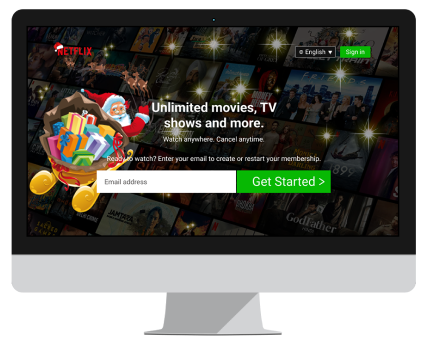 NETFLIX
English
Sign in
Unlimited movies, TV
shows and more.
Watch anywhere. Cancel anytime.
Ready to watch? Enter your email to create or restart your membership.
Email address
Get Started >
Godfather